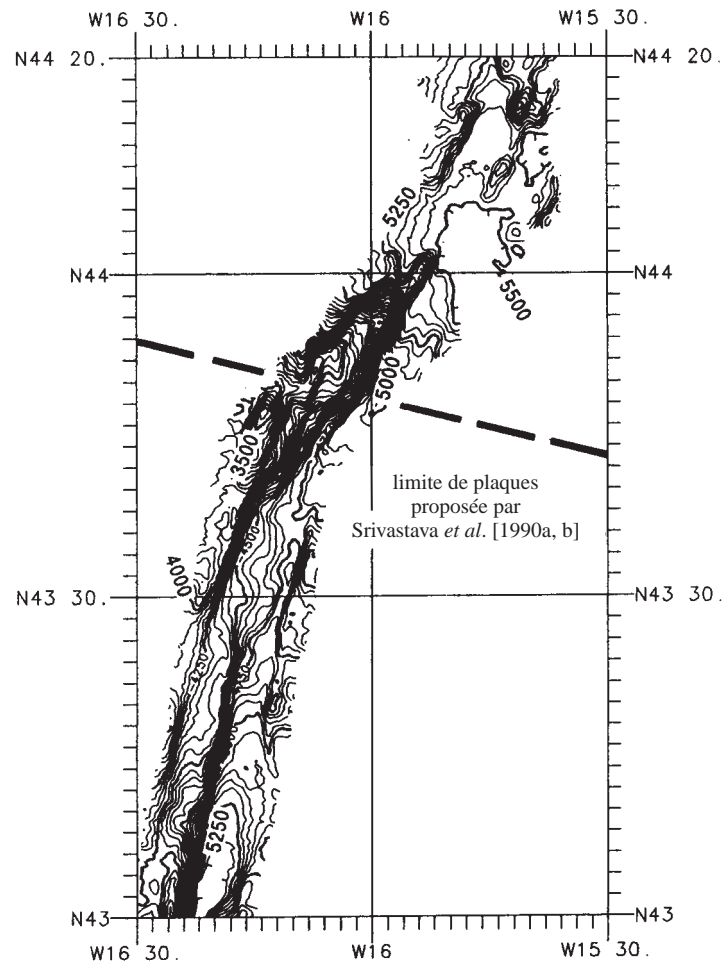 W16 30. W16 W15 30.
N44 20. N44 20.
5250
N44 N44
5500
5000
3500
limite de plaques
proposée par
Srivastava et al. [1990a, b]
4000
N43 30. N43 30.
5250
N43 N43
W16 30. W16 W15 30.